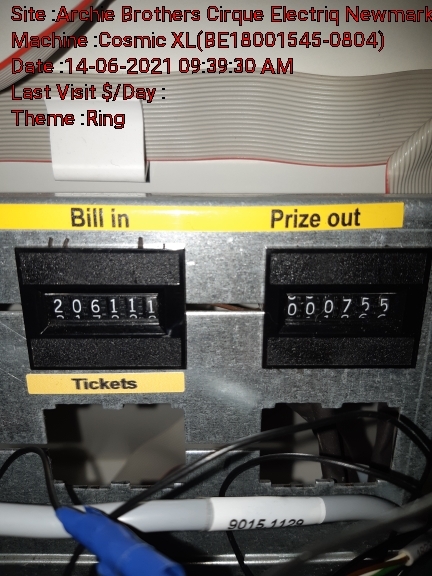 Site :Archie Brothers Cirque Electriq Newmark
Machine :Cosmic XL(BE18001545-0804)
Date :14-06-2021 09:39:30 AM
Last Visit $/Day :
Theme :Ring
Bill in
Prize out
206111
000755
Tickets
9015 1129